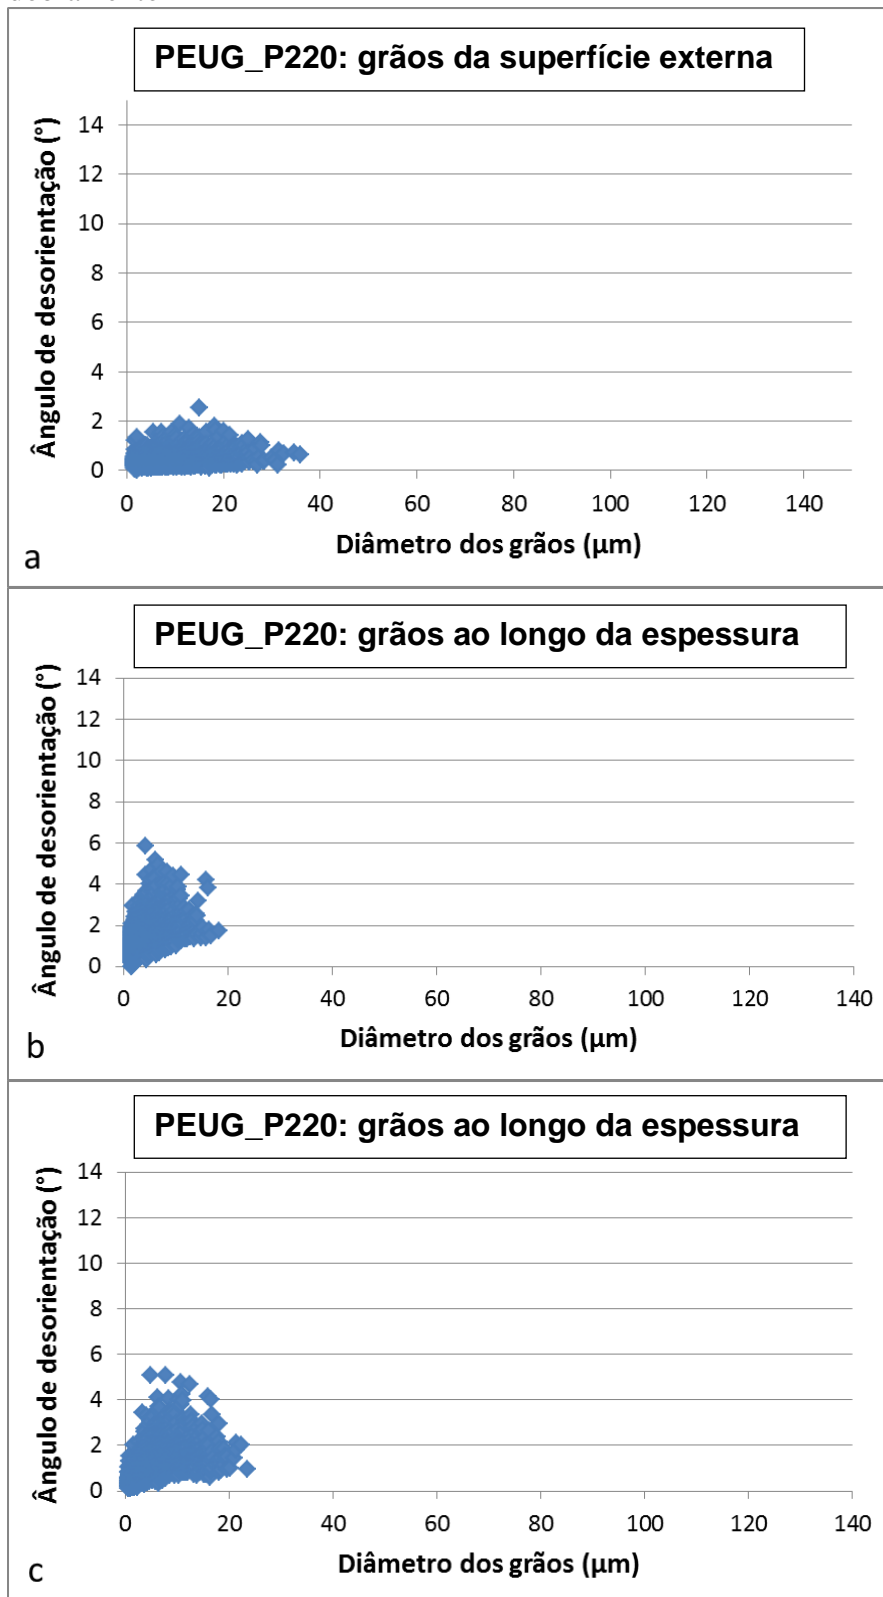 PEUG_P220: grãos da superfície externa
Ângulo de desorientação (°)
14
12
10
8
6
4
2
0
0 20 40 60 80 100 120 140
Diâmetro dos grãos (µm)
a
PEUG_P220: grãos ao longo da espessura
Ângulo de desorientação (°)
14
12
10
8
6
4
2
0
0 20 40 60 80 100 120 140
Diâmetro dos grãos (µm)
b
PEUG_P220: grãos ao longo da espessura
Ângulo de desorientação (°)
14
12
10
8
6
4
2
0
0 20 40 60 80 100 120 140
Diâmetro dos grãos (µm)
c